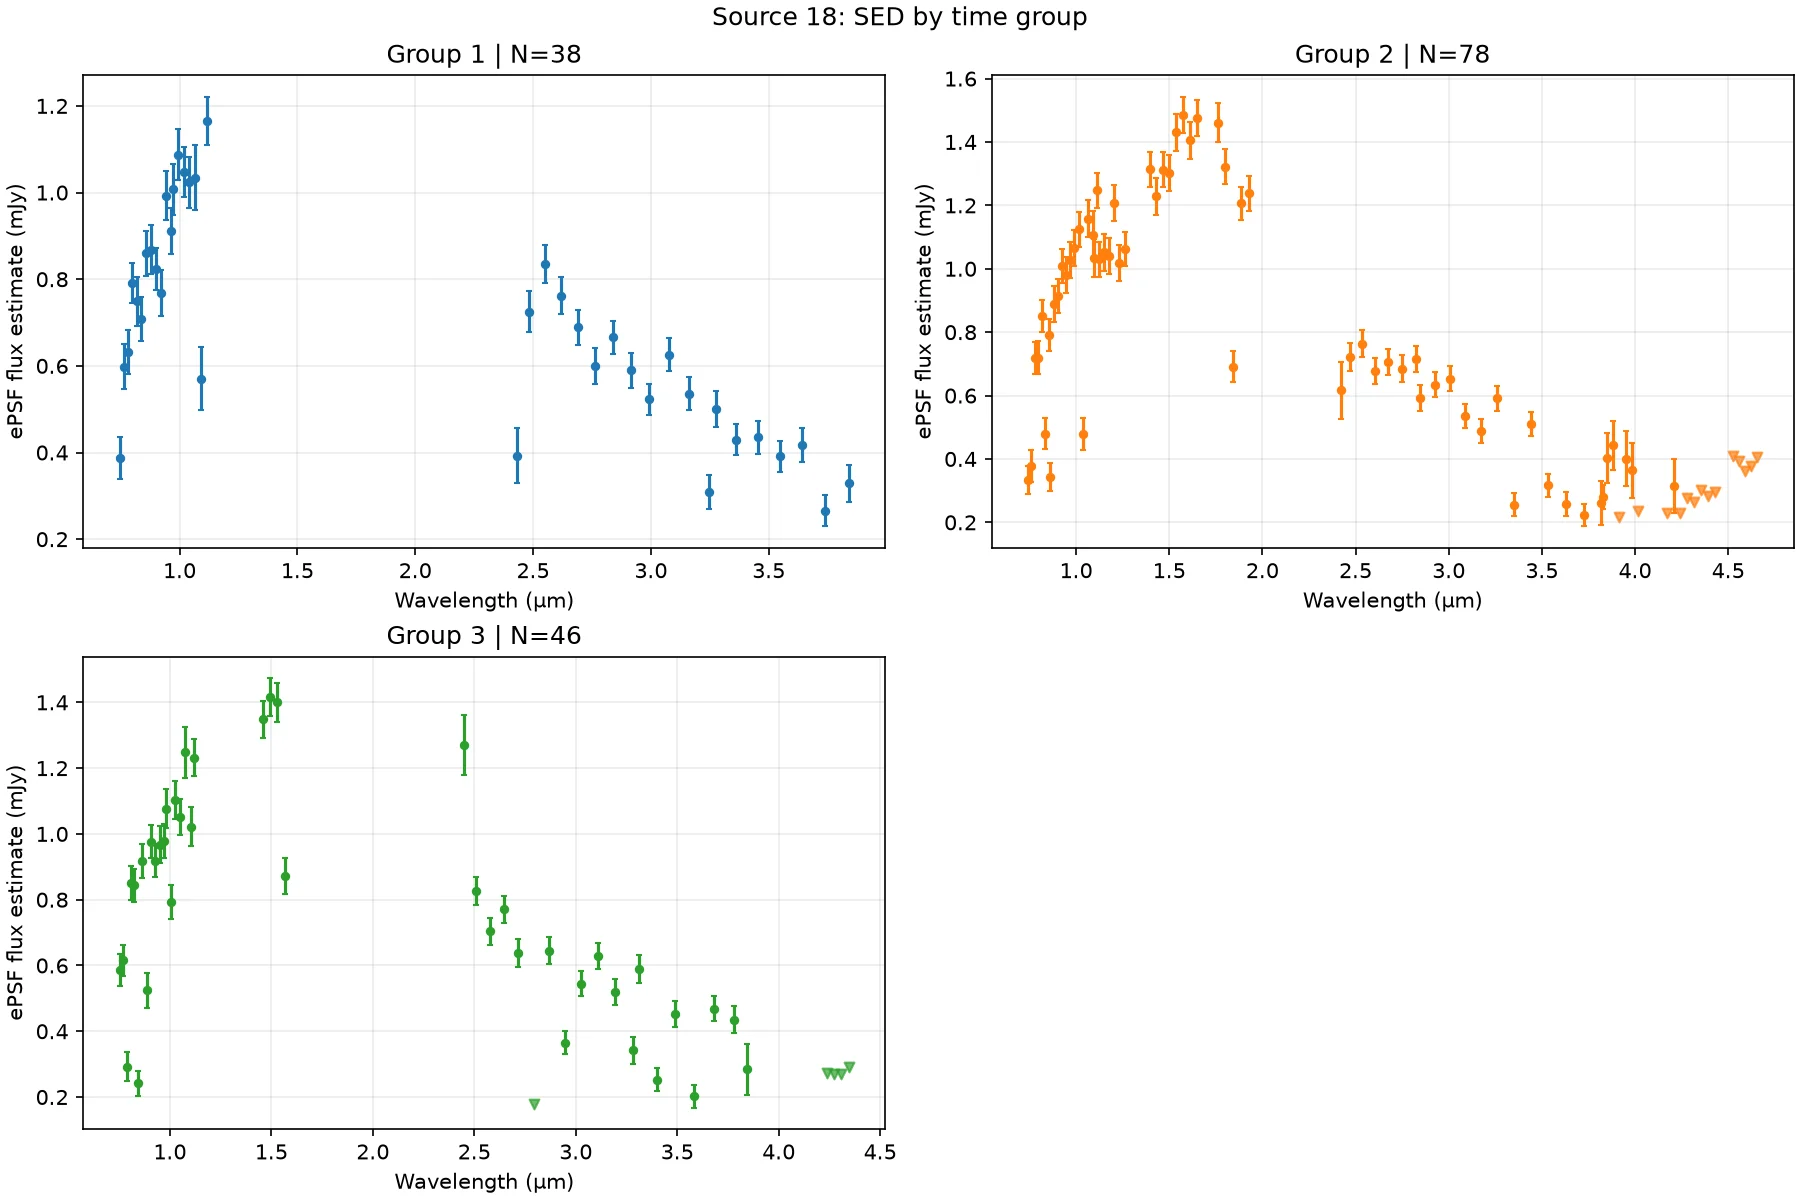 Source 18: SED by time group
Group 1 | N=38
ePSF flux estimate (mJy)
1.2
1.0
0.8
0.6
0.4
0.2
1.0 1.5 2.0 2.5 3.0 3.5
Wavelength (µm)
Group 2 | N=78
ePSF flux estimate (mJy)
1.6
1.4
1.2
1.0
0.8
0.6
0.4
0.2
1.0 1.5 2.0 2.5 3.0 3.5 4.0 4.5
Wavelength (µm)
Group 3 | N=46
ePSF flux estimate (mJy)
1.4
1.2
1.0
0.8
0.6
0.4
0.2
1.0 1.5 2.0 2.5 3.0 3.5 4.0 4.5
Wavelength (µm)